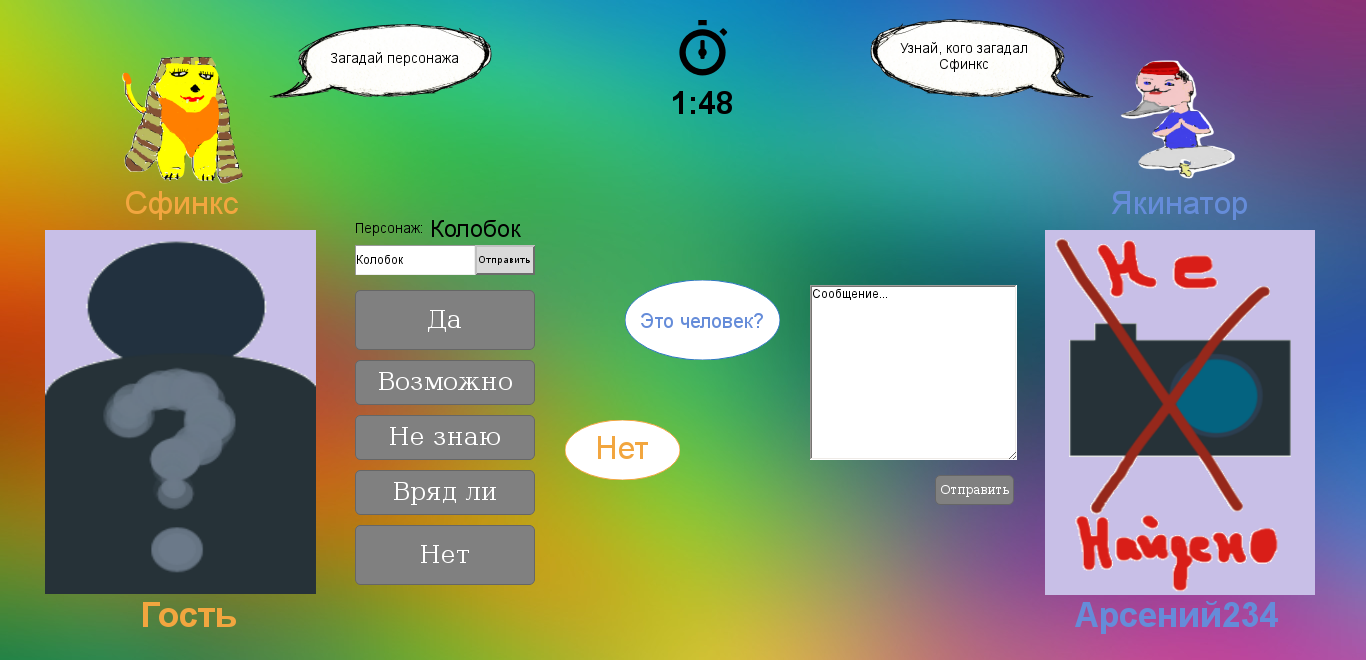 Загадай персонажа
Узнай, кого загадал
Сфинкс
1:48
Сфинкс
Якинатор
Персонаж: Колобок
Колобок
Отправить
Да
Возможно
Не знаю
Вряд ли
Нет
Это человек?
Нет
Сообщение...
Отправить
?
Не
Найдено
Гость
Арсений234